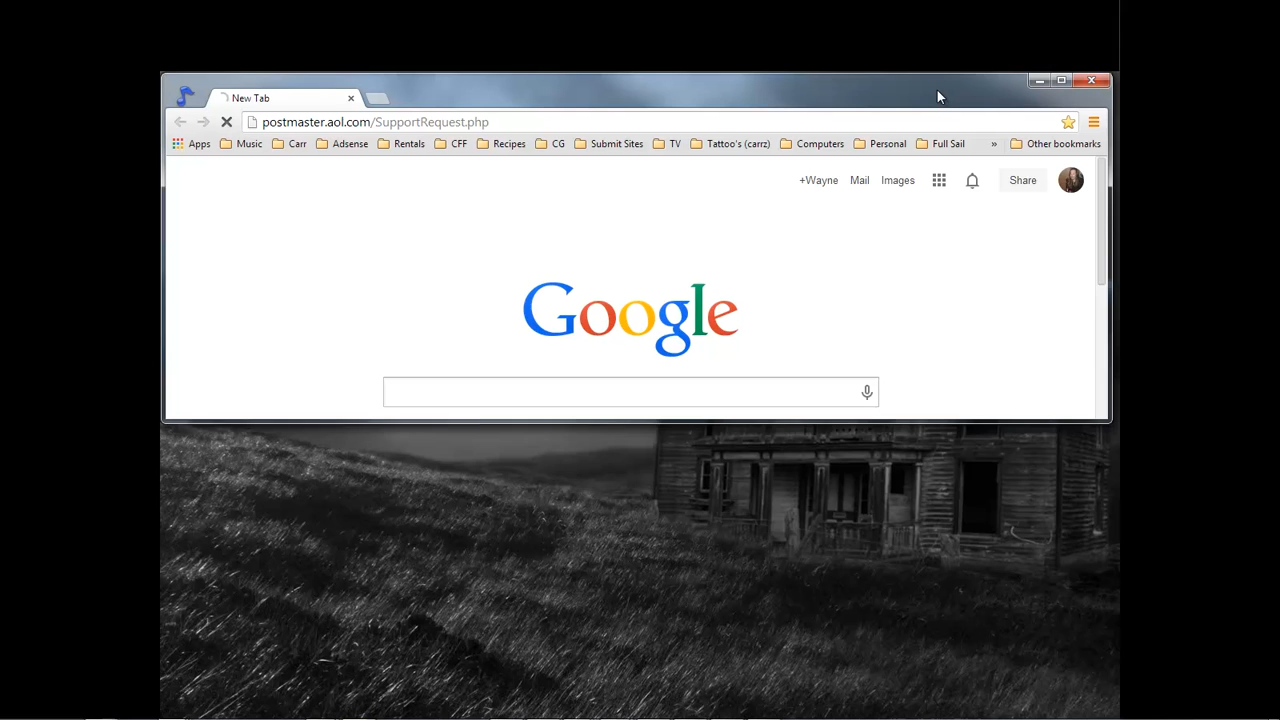 New Tab
postmaster.aol.com/SupportRequest.php
Apps Music Carr Adsense Rentals CFF Recipes CG Submit Sites TV Tattoo's (carrz) Computers Personal Full Sail » Other bookmarks
+Wayne Mail Images Share
Google